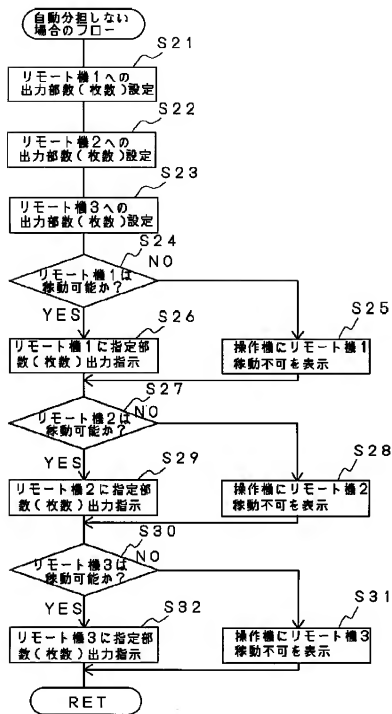 自動分担しない
場合のフロー
S21
リモート機1への
出力部数(枚数)設定
S22
リモート機2への
出力部数(枚数)設定
S23
リモート機3への
出力部数(枚数)設定
S24
リモート機1は
稼動可能か?
NO
YES
S25
操作機にリモート機1
稼動不可を表示
S26
リモート機1に指定部
数(枚数)出力指示
S27
リモート機2は
稼動可能か?
NO
YES
S28
操作機にリモート機2
稼動不可を表示
S29
リモート機2に指定部
数(枚数)出力指示
S30
リモート機3は
稼動可能か?
NO
YES
S31
操作機にリモート機3
稼動不可を表示
S32
リモート機3に指定部
数(枚数)出力指示
RET